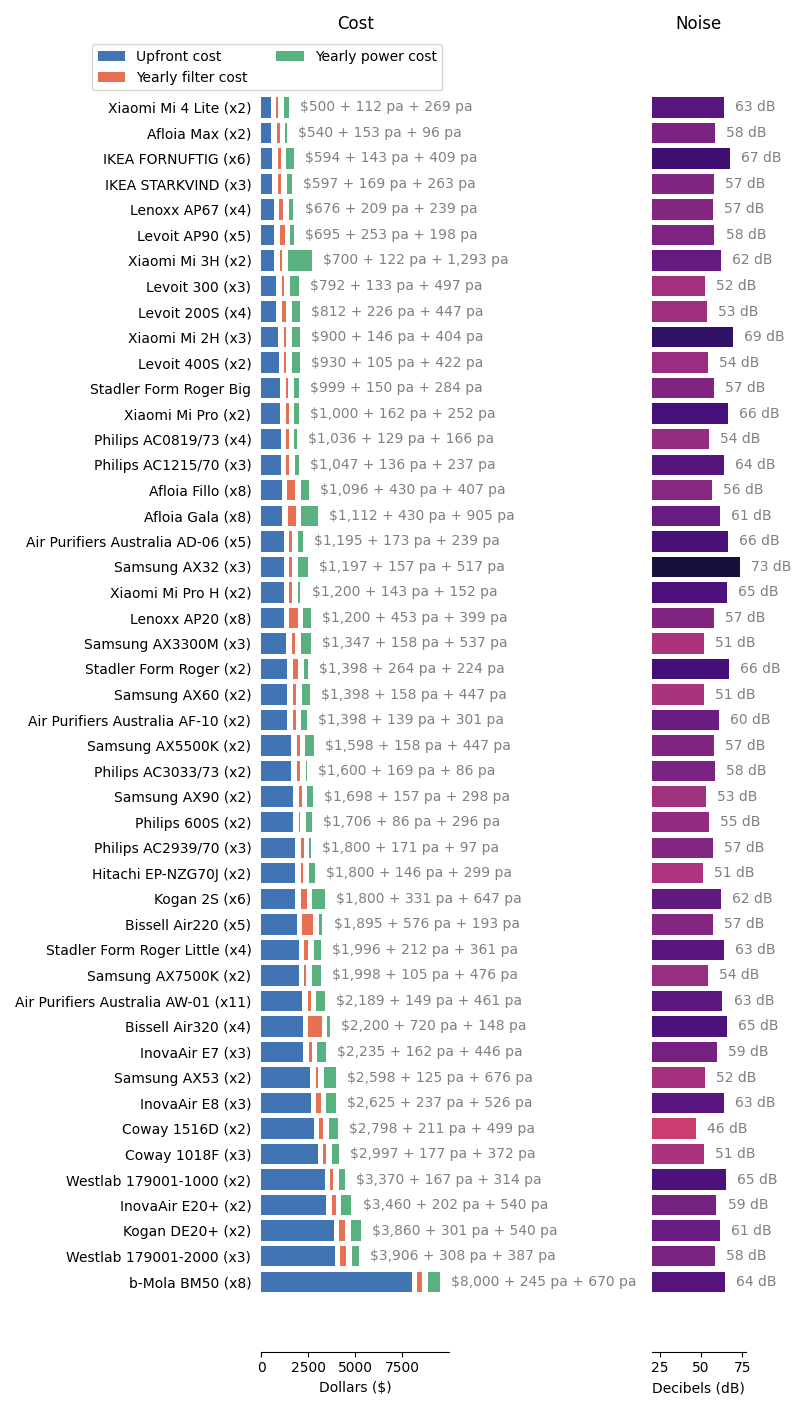 Cost Noise
Upfront cost Yearly power cost
Yearly filter cost
Xiaomi Mi 4 Lite (x2) $500 + 112 pa + 269 pa 63 dB
Afloia Max (x2) $540 + 153 pa + 96 pa 58 dB
IKEA FORNUFTIG (x6) $594 + 143 pa + 409 pa 67 dB
IKEA STARKVIND (x3) $597 + 169 pa + 263 pa 57 dB
Lenoxx AP67 (x4) $676 + 209 pa + 239 pa 57 dB
Levoit AP90 (x5) $695 + 253 pa + 198 pa 58 dB
Xiaomi Mi 3H (x2) $700 + 122 pa + 1,293 pa 62 dB
Levoit 300 (x3) $792 + 133 pa + 497 pa 52 dB
Levoit 200S (x4) $812 + 226 pa + 447 pa 53 dB
Xiaomi Mi 2H (x3) $900 + 146 pa + 404 pa 69 dB
Levoit 400S (x2) $930 + 105 pa + 422 pa 54 dB
Stadler Form Roger Big $999 + 150 pa + 284 pa 57 dB
Xiaomi Mi Pro (x2) $1,000 + 162 pa + 252 pa 66 dB
Philips AC0819/73 (x4) $1,036 + 129 pa + 166 pa 54 dB
Philips AC1215/70 (x3) $1,047 + 136 pa + 237 pa 64 dB
Afloia Fillo (x8) $1,096 + 430 pa + 407 pa 56 dB
Afloia Gala (x8) $1,112 + 430 pa + 905 pa 61 dB
Air Purifiers Australia AD-06 (x5) $1,195 + 173 pa + 239 pa 66 dB
Samsung AX32 (x3) $1,197 + 157 pa + 517 pa 73 dB
Xiaomi Mi Pro H (x2) $1,200 + 143 pa + 152 pa 65 dB
Lenoxx AP20 (x8) $1,200 + 453 pa + 399 pa 57 dB
Samsung AX3300M (x3) $1,347 + 158 pa + 537 pa 51 dB
Stadler Form Roger (x2) $1,398 + 264 pa + 224 pa 66 dB
Samsung AX60 (x2) $1,398 + 158 pa + 447 pa 51 dB
Air Purifiers Australia AF-10 (x2) $1,398 + 139 pa + 301 pa 60 dB
Samsung AX5500K (x2) $1,598 + 158 pa + 447 pa 57 dB
Philips AC3033/73 (x2) $1,600 + 169 pa + 86 pa 58 dB
Samsung AX90 (x2) $1,698 + 157 pa + 298 pa 53 dB
Philips 600S (x2) $1,706 + 86 pa + 296 pa 55 dB
Philips AC2939/70 (x3) $1,800 + 171 pa + 97 pa 57 dB
Hitachi EP-NZG70J (x2) $1,800 + 146 pa + 299 pa 51 dB
Kogan 2S (x6) $1,800 + 331 pa + 647 pa 62 dB
Bissell Air220 (x5) $1,895 + 576 pa + 193 pa 57 dB
Stadler Form Roger Little (x4) $1,996 + 212 pa + 361 pa 63 dB
Samsung AX7500K (x2) $1,998 + 105 pa + 476 pa 54 dB
Air Purifiers Australia AW-01 (x11) $2,189 + 149 pa + 461 pa 63 dB
Bissell Air320 (x4) $2,200 + 720 pa + 148 pa 65 dB
InovaAir E7 (x3) $2,235 + 162 pa + 446 pa 59 dB
Samsung AX53 (x2) $2,598 + 125 pa + 676 pa 52 dB
InovaAir E8 (x3) $2,625 + 237 pa + 526 pa 63 dB
Coway 1516D (x2) $2,798 + 211 pa + 499 pa 46 dB
Coway 1018F (x3) $2,997 + 177 pa + 372 pa 51 dB
Westlab 179001-1000 (x2) $3,370 + 167 pa + 314 pa 65 dB
InovaAir E20+ (x2) $3,460 + 202 pa + 540 pa 59 dB
Kogan DE20+ (x2) $3,860 + 301 pa + 540 pa 61 dB
Westlab 179001-2000 (x3) $3,906 + 308 pa + 387 pa 58 dB
b-Mola BM50 (x8) $8,000 + 245 pa + 670 pa 64 dB
0 2500 5000 7500 25 50 75
Dollars ($) Decibels (dB)